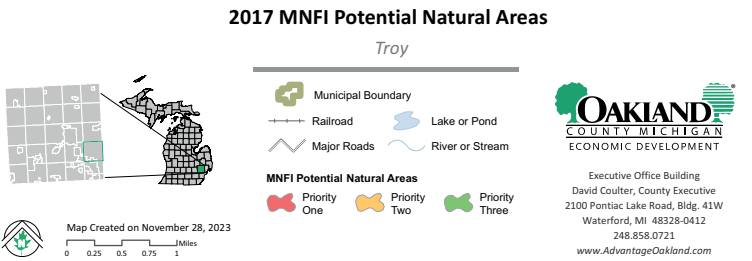 2017 MNFI Potential Natural Areas
Troy
Municipal Boundary
Railroad
Lake or Pond
Major Roads
River or Stream
MNFI Potential Natural Areas
Priority
One
Priority
Two
Priority
Three
Map Created on November 28, 2023
Miles
0 0.25 0.5 0.75 1
OAKLAND®
COUNTY MICHIGAN
ECONOMIC DEVELOPMENT
Executive Office Building
David Coulter, County Executive
2100 Pontiac Lake Road, Bldg. 41W
Waterford, MI 48328-0412
248.858.0721
www.AdvantageOakland.com